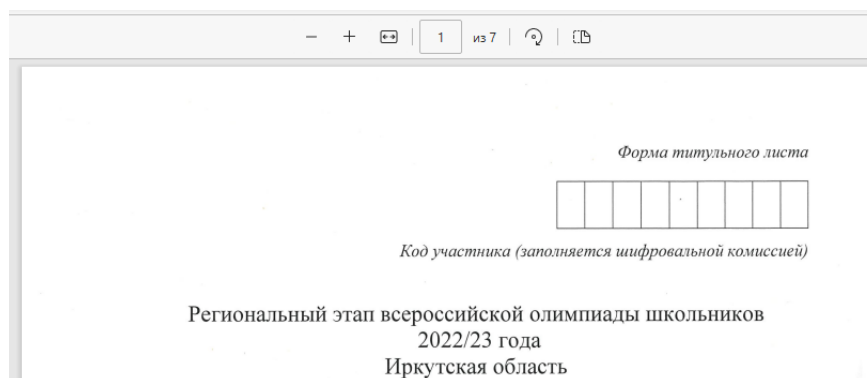 1 из 7
Форма титульного листа
Код участника (заполняется шифровальной комиссией)
Региональный этап всероссийской олимпиады школьников
2022/23 года
Иркутская область